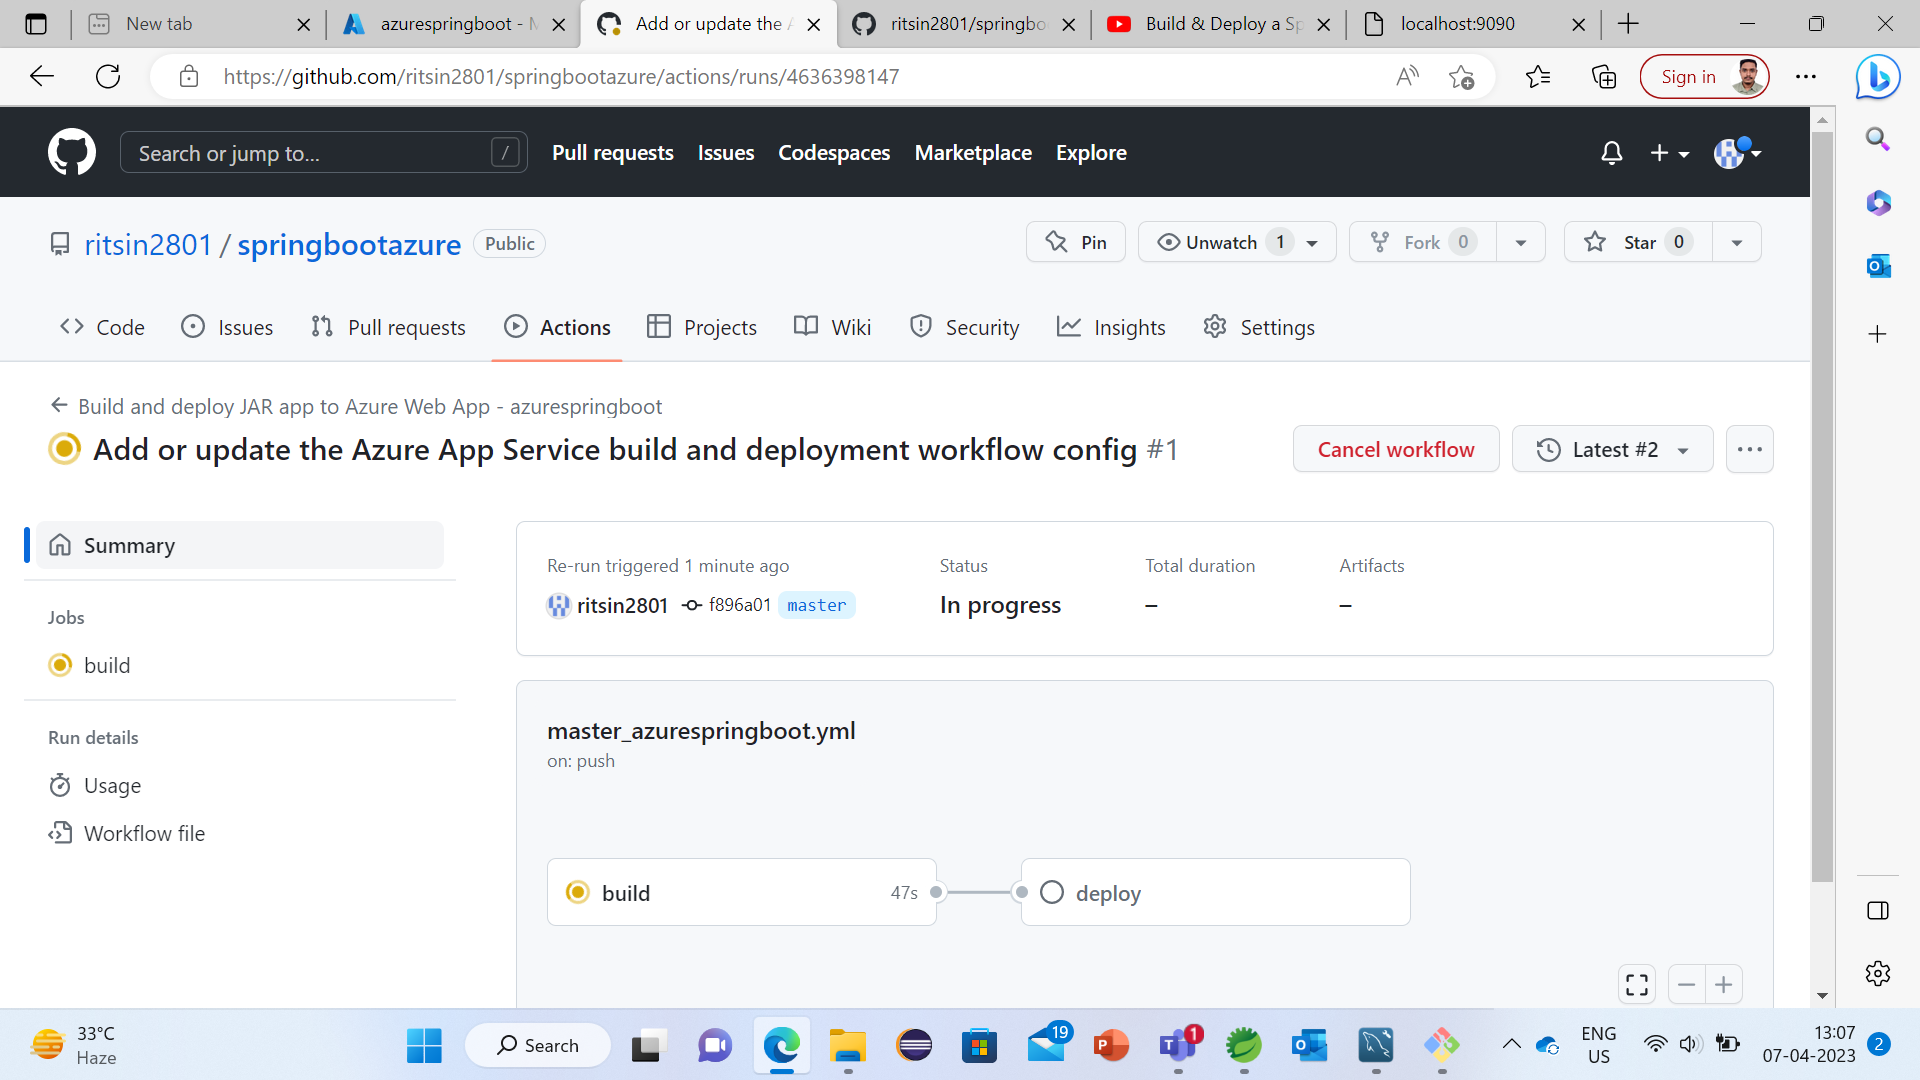 New tab
azurespringboot - M
Add or update the A
ritsin2801/springbo
Build & Deploy a Sp
localhost:9090
https://github.com/ritsin2801/springbootazure/actions/runs/4636398147
Sign in
Search or jump to...
/
Pull requests
Issues
Codespaces
Marketplace
Explore
ritsin2801 / springbootazure
Public
Pin
Unwatch 1
Fork 0
Star 0
Code
Issues
Pull requests
Actions
Projects
Wiki
Security
Insights
Settings
Build and deploy JAR app to Azure Web App - azurespringboot
Add or update the Azure App Service build and deployment workflow config #1
Cancel workflow
Latest #2
Summary
Jobs
build
Run details
Usage
Workflow file
Re-run triggered 1 minute ago
ritsin2801 f896a01 master
Status
In progress
Total duration
–
Artifacts
–
master_azurespringboot.yml
on: push
build 47s
deploy
33°C
Haze
Search
19
1
ENG
US
13:07
07-04-2023
2